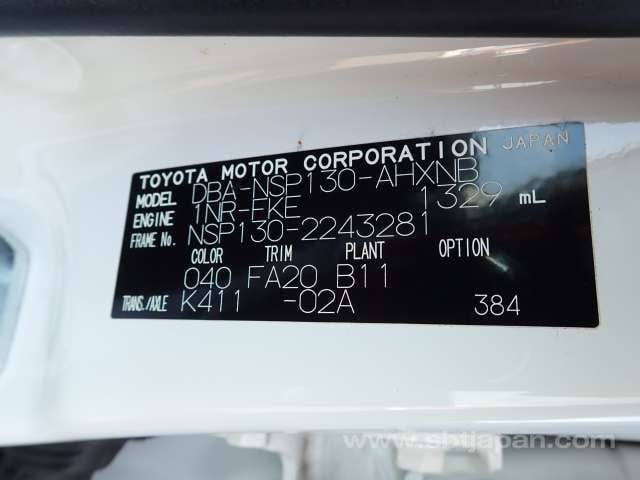 TOYOTA MOTOR CORPORATION JAPAN
MODEL DBA-NSP130-AHXNB
ENGINE 1NR-FKE 1329 mL
FRAME No. NSP130-2243281
COLOR TRIM PLANT OPTION
040 FA20 B11
TRANS./AXLE K411 -02A 384
www.sbtjapan.com